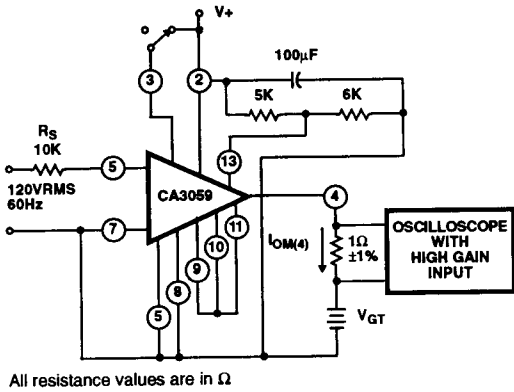 V+
100µF
3
2
5K
6K
RS
10K
13
5
120VRMS
60Hz
CA3059
4
7
11
10
9
8
5
IOM(4)
1Ω
±1%
OSCILLOSCOPE
WITH
HIGH GAIN
INPUT
VGT
All resistance values are in Ω